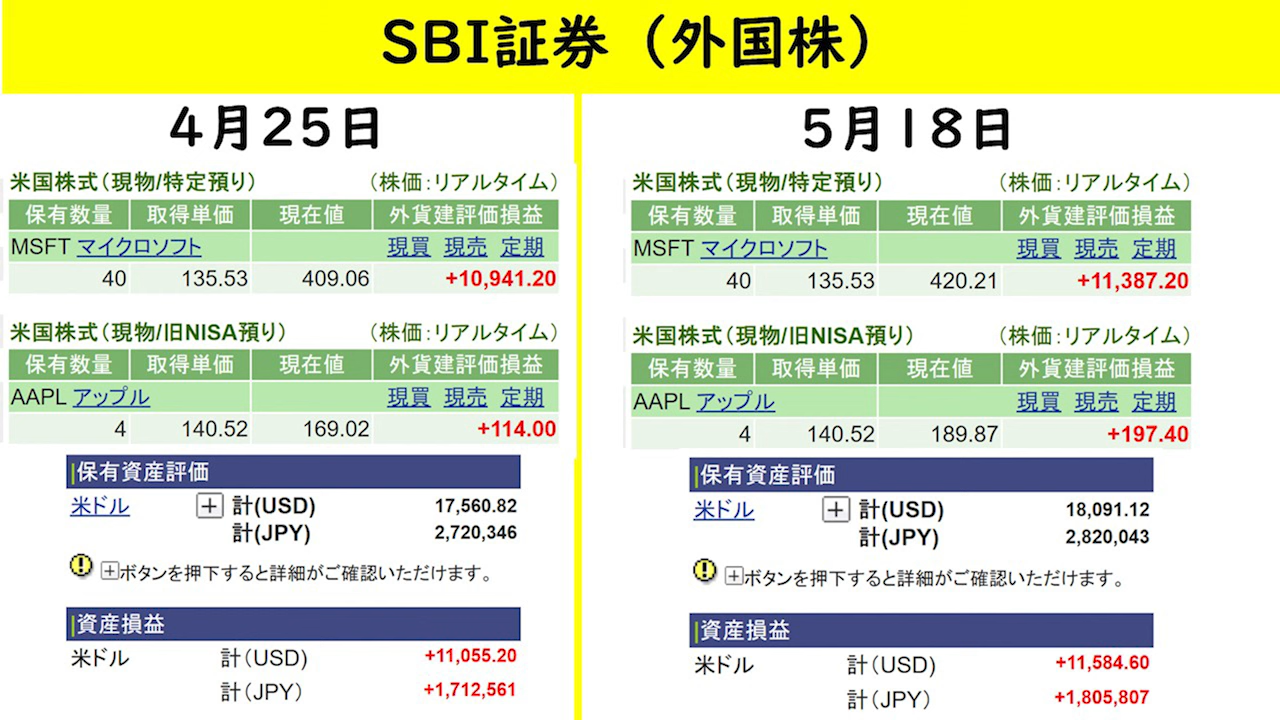 SBI証券（外国株）
4月25日
米国株式（現物/特定預り） （株価：リアルタイム）
保有数量 取得単価 現在値 外貨建評価損益
MSFT マイクロソフト 現買 現売 定期
40 135.53 409.06 +10,941.20
米国株式（現物/旧NISA預り） （株価：リアルタイム）
保有数量 取得単価 現在値 外貨建評価損益
AAPL アップル 現買 現売 定期
4 140.52 169.02 +114.00
保有資産評価
米ドル + 計(USD) 17,560.82
計(JPY) 2,720,346
! +ボタンを押下すると詳細がご確認いただけます。
資産損益
米ドル 計（USD） +11,055.20
計（JPY） +1,712,561
5月18日
米国株式（現物/特定預り） （株価：リアルタイム）
保有数量 取得単価 現在値 外貨建評価損益
MSFT マイクロソフト 現買 現売 定期
40 135.53 420.21 +11,387.20
米国株式（現物/旧NISA預り） （株価：リアルタイム）
保有数量 取得単価 現在値 外貨建評価損益
AAPL アップル 現買 現売 定期
4 140.52 189.87 +197.40
保有資産評価
米ドル + 計(USD) 18,091.12
計(JPY) 2,820,043
! +ボタンを押下すると詳細がご確認いただけます。
資産損益
米ドル 計（USD） +11,584.60
計（JPY） +1,805,807